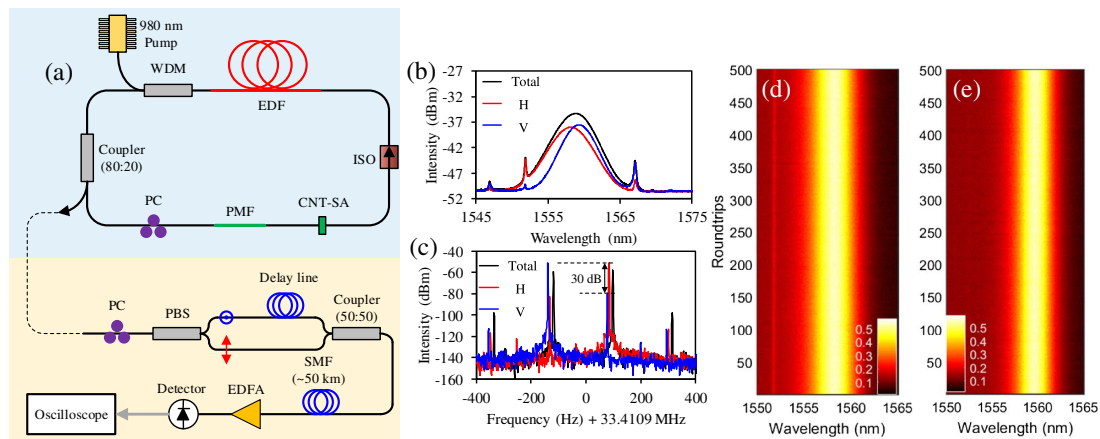 (a)
980 nm
Pump
WDM
EDF
Coupler
(80:20)
ISO
PC
PMF
CNT-SA
PC
PBS
Delay line
Coupler
(50:50)
SMF
(~50 km)
EDFA
Detector
Oscilloscope
(b)
Intensity (dBm)
-27
-32
-37
-42
-47
-52
Total
H
V
1545
1555
1565
1575
Wavelength (nm)
(c)
Intensity (dBm)
-40
-60
-80
-100
-120
-140
-160
Total
H
V
30 dB
-400
-200
0
200
400
Frequency (Hz) + 33.4109 MHz
(d)
Roundtrips
500
450
400
350
300
250
200
150
100
50
0.5
0.4
0.3
0.2
0.1
1550
1555
1560
1565
Wavelength (nm)
(e)
500
450
400
350
300
250
200
150
100
50
0.5
0.4
0.3
0.2
0.1
1550
1555
1560
1565
Wavelength (nm)